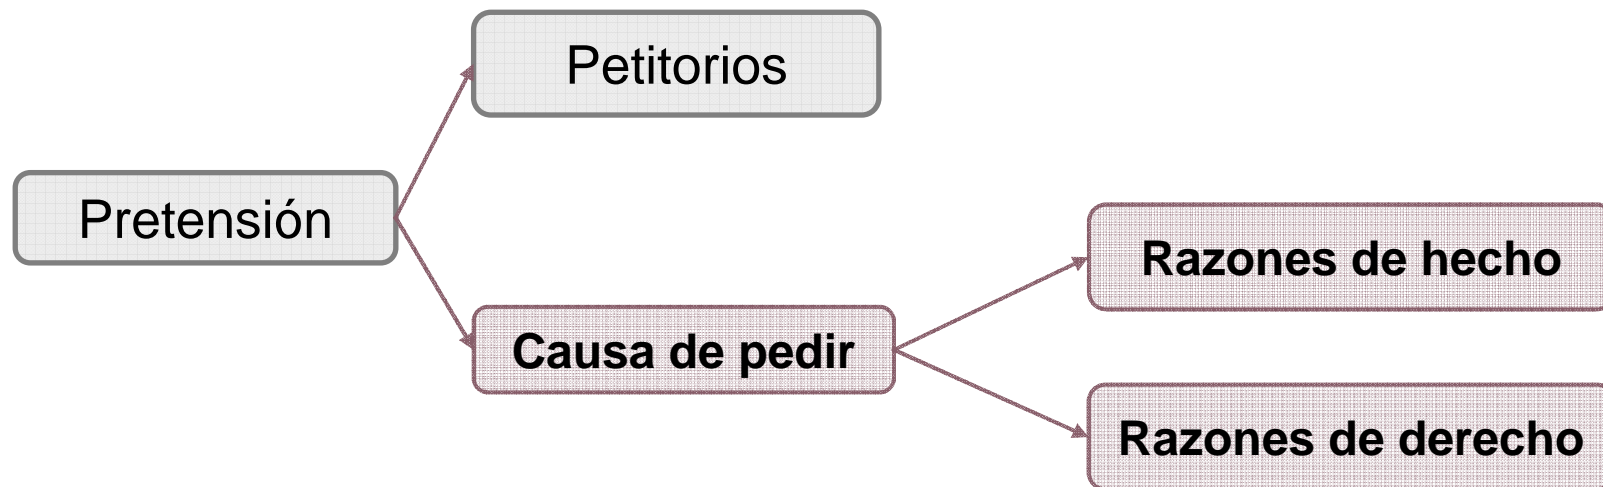 Petitorios
Pretensión
Causa de pedir
Razones de hecho
Razones de derecho